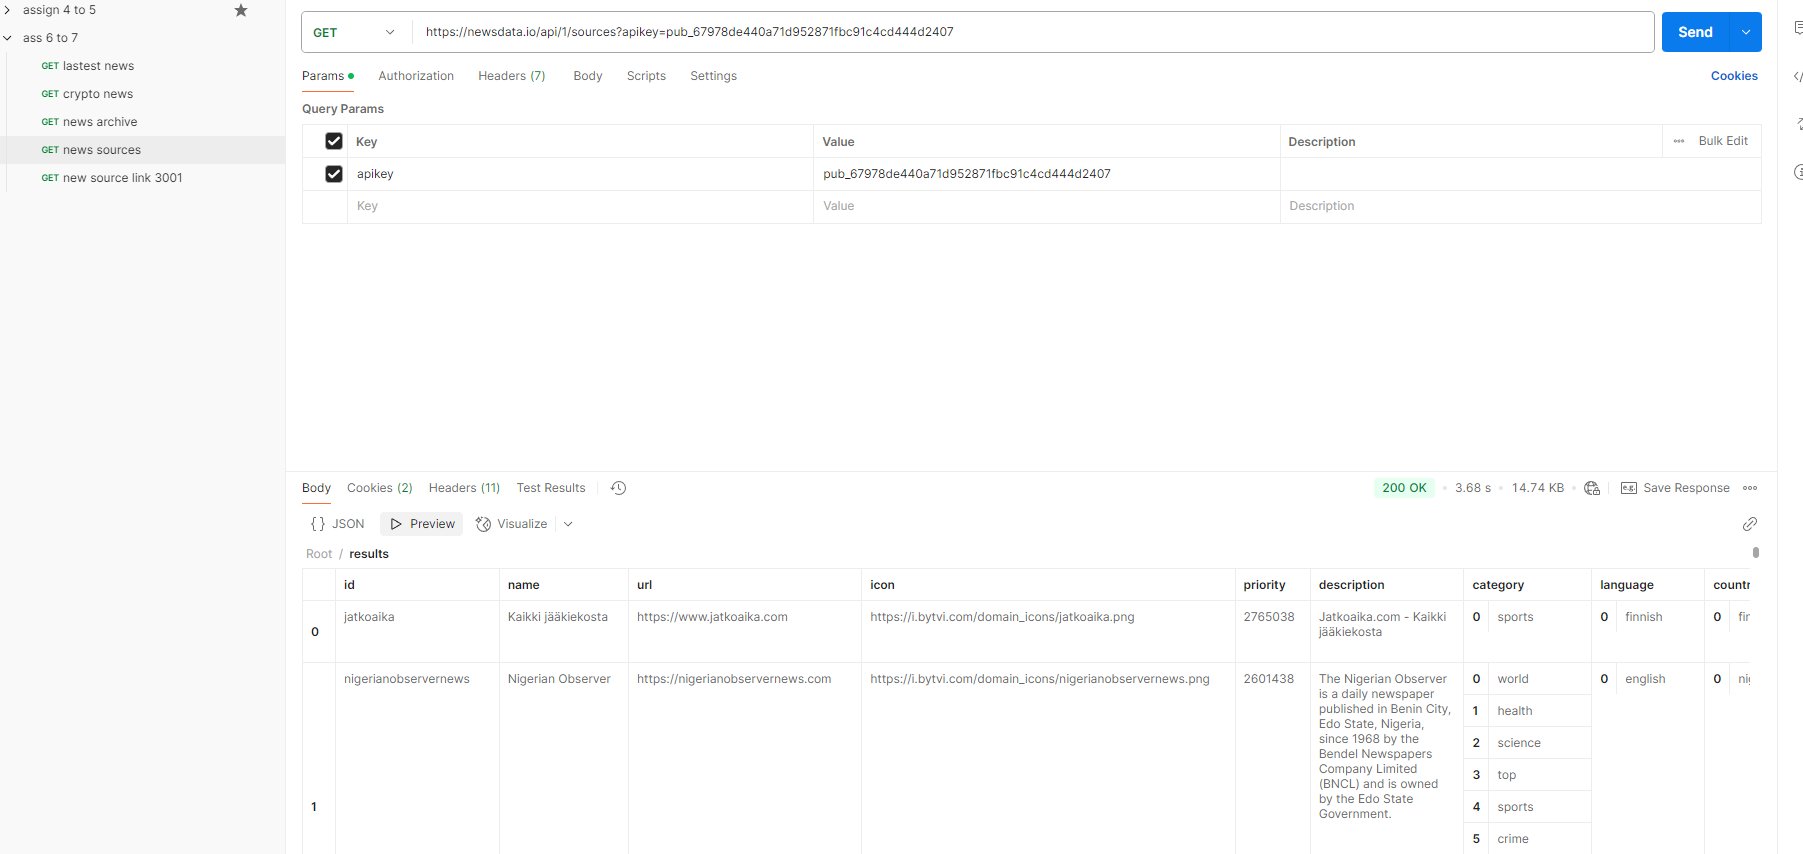 assign 4 to 5
ass 6 to 7
GET lastest news
GET crypto news
GET news archive
GET news sources
GET new source link 3001
GET https://newsdata.io/api/1/sources?apikey=pub_67978de440a71d952871fbc91c4cd444d2407 Send
Params Authorization Headers (7) Body Scripts Settings Cookies
Query Params
Key Value Description Bulk Edit
apikey pub_67978de440a71d952871fbc91c4cd444d2407
Key Value Description
Body Cookies (2) Headers (11) Test Results 200 OK 3.68 s 14.74 KB e.g. Save Response
{} JSON Preview Visualize
Root / results
id name url icon priority description category language countr
0 jatkoaika Kaikki jääkiekosta https://www.jatkoaika.com https://i.bytvi.com/domain_icons/jatkoaika.png 2765038 Jatkoaika.com - Kaikki 0 sports 0 finnish 0 fir
jääkiekosta
1 nigerianobservernews Nigerian Observer https://nigerianobservernews.com https://i.bytvi.com/domain_icons/nigerianobservernews.png 2601438 The Nigerian Observer 0 world 0 english 0
is a daily newspaper
published in Benin City, 1 health
Edo State, Nigeria,
since 1968 by the 2 science
Bendel Newspapers
Company Limited 3 top
(BNCL) and is owned
by the Edo State 4 sports
Government.
5 crime